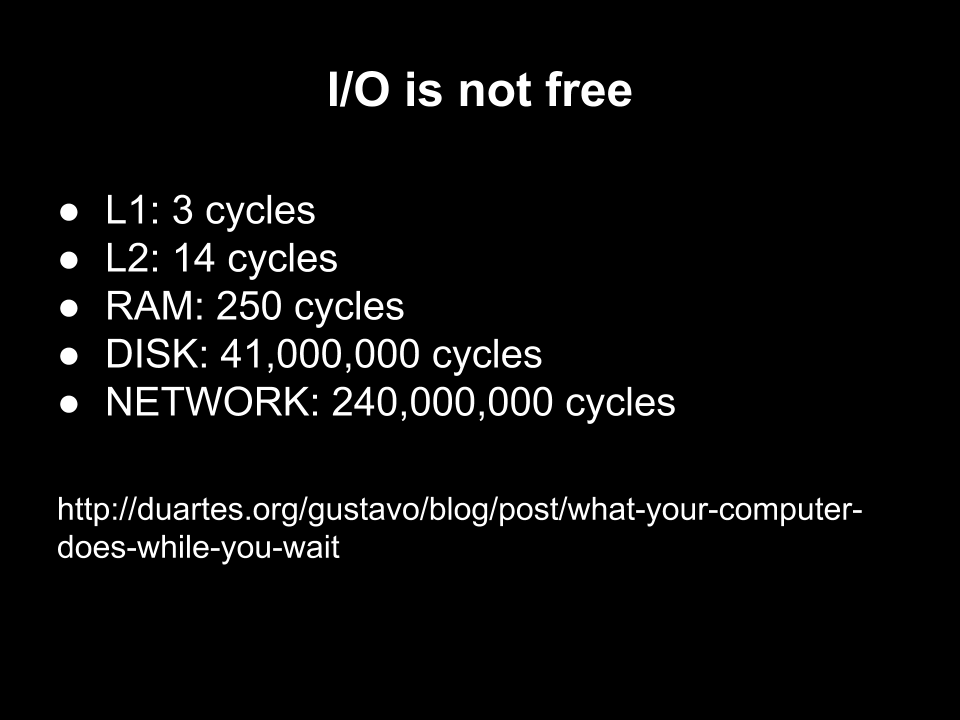 I/O is not free
● L1: 3 cycles
● L2: 14 cycles
● RAM: 250 cycles
● DISK: 41,000,000 cycles
● NETWORK: 240,000,000 cycles
http://duartes.org/gustavo/blog/post/what-your-computer-
does-while-you-wait